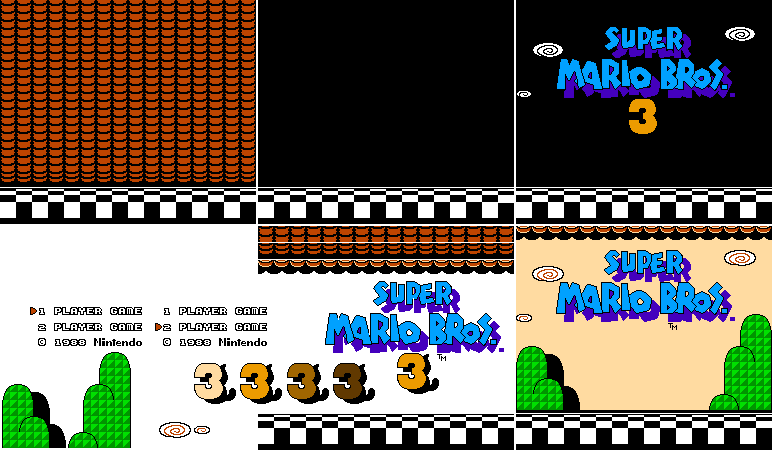 SUPER
MARIO BROS.
3
1 PLAYER GAME
2 PLAYER GAME
© 1988 Nintendo
1 PLAYER GAME
2 PLAYER GAME
© 1988 Nintendo
3 3 3 3
SUPER
MARIO BROS.
TM
3
SUPER
MARIO BROS.
TM